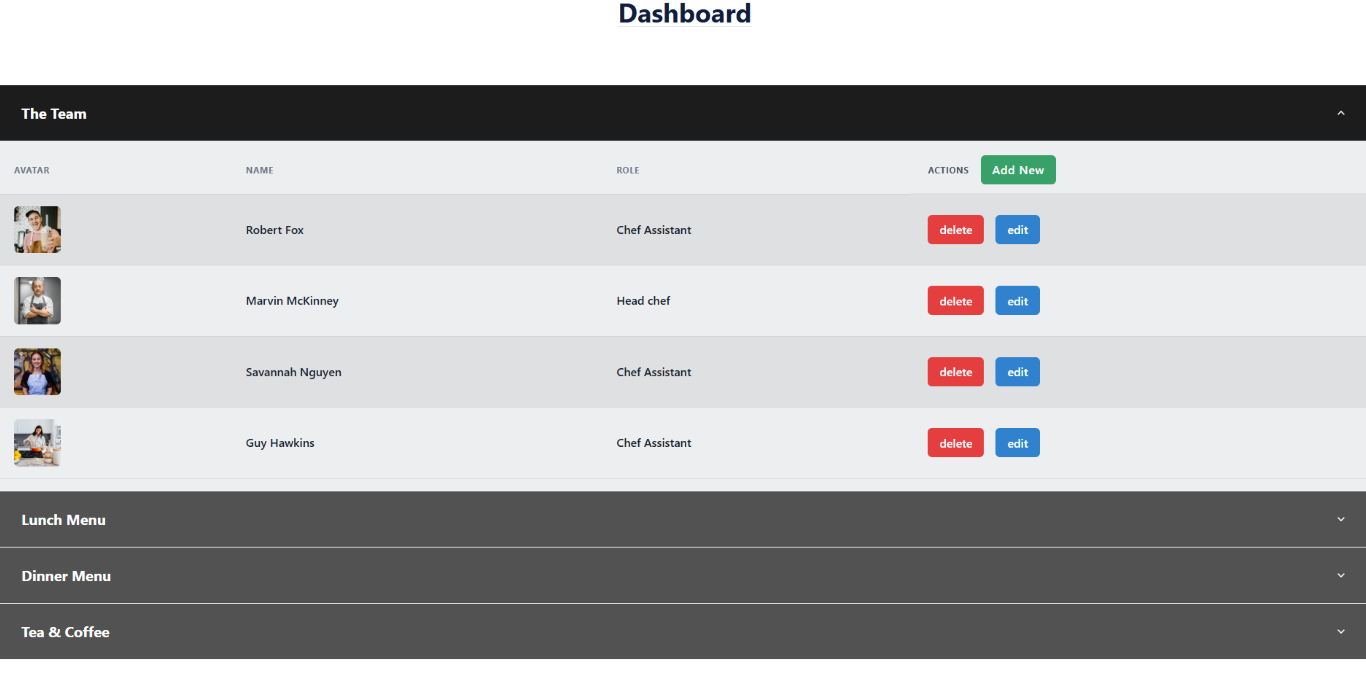 Dashboard
The Team
AVATAR NAME ROLE ACTIONS Add New
Robert Fox Chef Assistant delete edit
Marvin McKinney Head chef delete edit
Savannah Nguyen Chef Assistant delete edit
Guy Hawkins Chef Assistant delete edit
Lunch Menu
Dinner Menu
Tea & Coffee